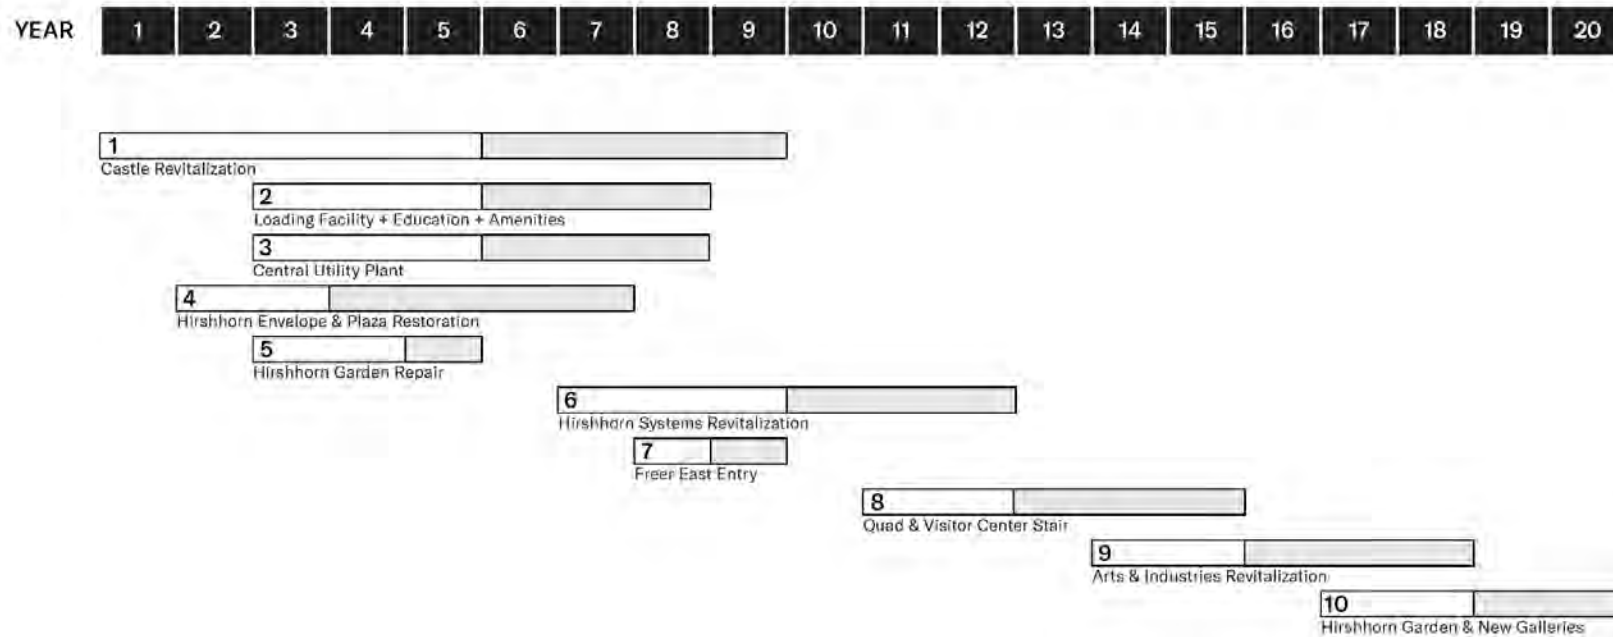 YEAR 1 2 3 4 5 6 7 8 9 10 11 12 13 14 15 16 17 18 19 20
1
Castle Revitalization
2
Loading Facility + Education + Amenities
3
Central Utility Plant
4
Hirshhorn Envelope & Plaza Restoration
5
Hirshhorn Garden Repair
6
Hirshhorn Systems Revitalization
7
Freer East Entry
8
Quad & Visitor Center Stair
9
Arts & Industries Revitalization
10
Hirshhorn Garden & New Galleries